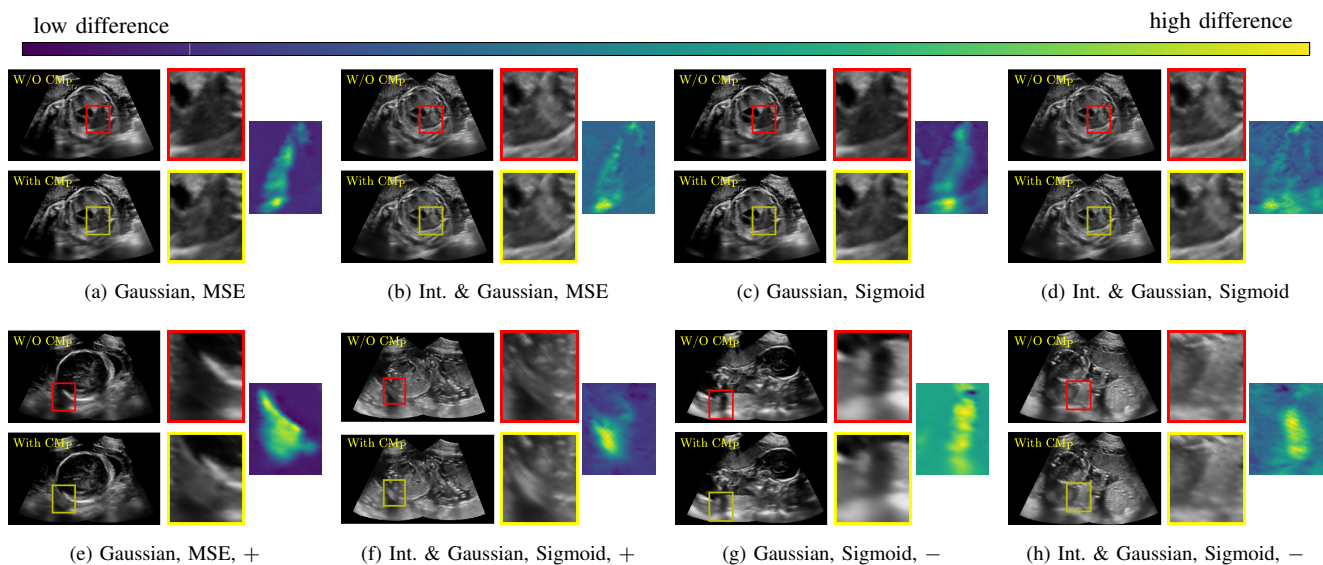 low difference
high difference
W/O CMP
W/O CMP
W/O CMP
W/O CMP
With CMP
With CMP
With CMP
With CMP
(a) Gaussian, MSE
(b) Int. & Gaussian, MSE
(c) Gaussian, Sigmoid
(d) Int. & Gaussian, Sigmoid
W/O CMP
W/O CMP
W/O CMP
W/O CMP
With CMP
With CMP
With CMP
With CMP
(e) Gaussian, MSE, +
(f) Int. & Gaussian, Sigmoid, +
(g) Gaussian, Sigmoid, −
(h) Int. & Gaussian, Sigmoid, −